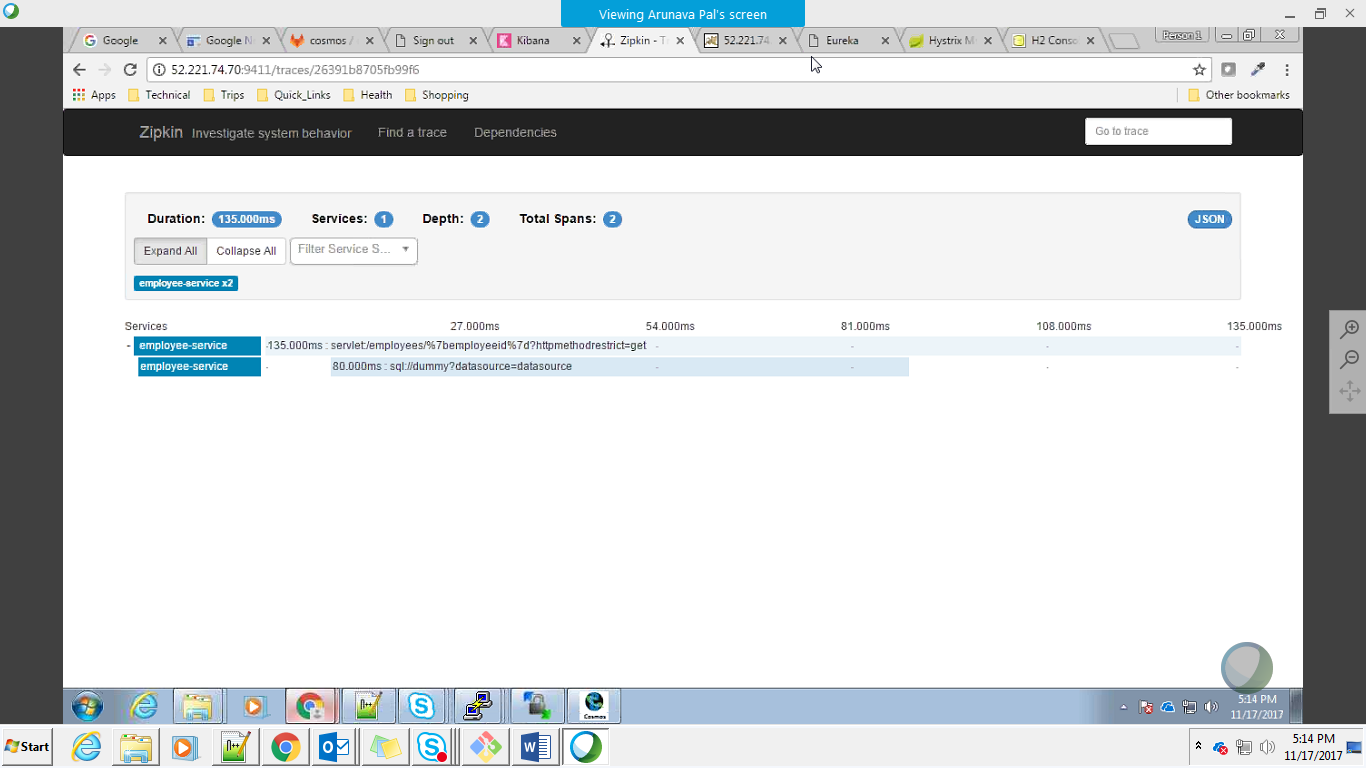 Viewing Arunava Pal's screen
Google
Google N
cosmos /
Sign out
Kibana
Zipkin - T
52.221.74
Eureka
Hystrix M
H2 Conso
Person 1
52.221.74.70:9411/traces/26391b8705fb99f6
Apps Technical Trips Quick_Links Health Shopping Other bookmarks
Zipkin Investigate system behavior Find a trace Dependencies Go to trace
Duration: 135.000ms Services: 1 Depth: 2 Total Spans: 2 JSON
Expand All Collapse All Filter Service S...
employee-service x2
Services 27.000ms 54.000ms 81.000ms 108.000ms 135.000ms
- employee-service 135.000ms : servlet:/employees/%7bemployeeid%7d?httpmethodrestrict=get
employee-service 80.000ms : sql://dummy?datasource=datasource
Cosmos
5:14 PM
11/17/2017
Start
5:14 PM
11/17/2017